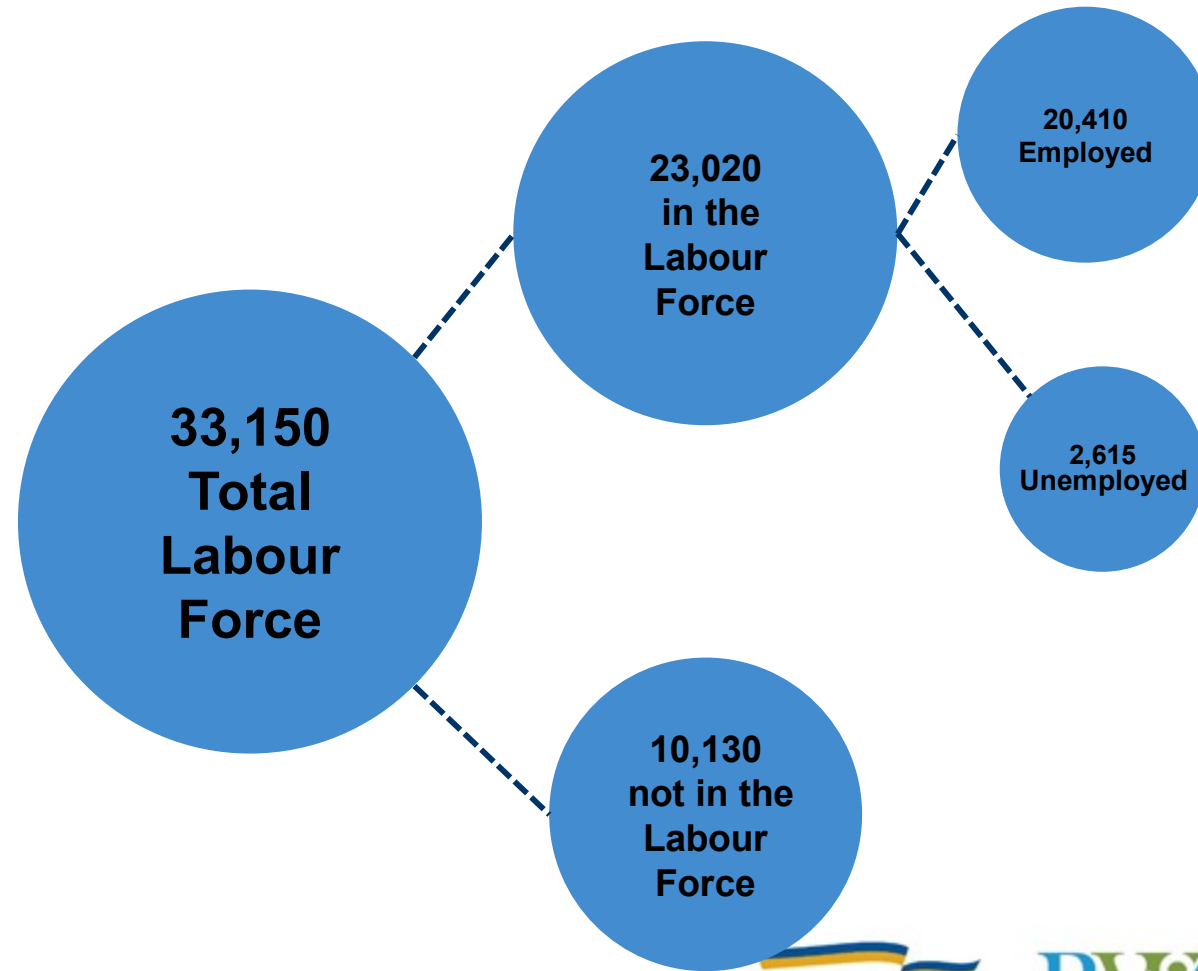 33,150
Total
Labour
Force
23,020
in the
Labour
Force
20,410
Employed
2,615
Unemployed
10,130
not in the
Labour
Force